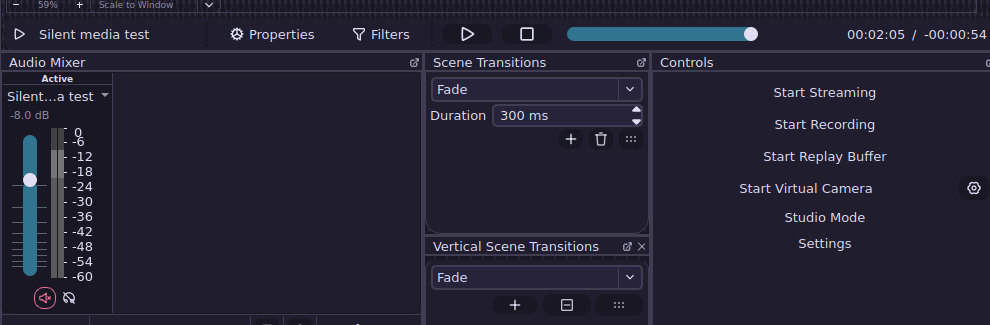 59%
Scale to Window
Silent media test
Properties
Filters
00:02:05 / -00:00:54
Audio Mixer
Active
Silent...a test
-8.0 dB
0
-6
-12
-18
-24
-30
-36
-42
-48
-54
-60
Scene Transitions
Fade
Duration 300 ms
Vertical Scene Transitions
Fade
Controls
Start Streaming
Start Recording
Start Replay Buffer
Start Virtual Camera
Studio Mode
Settings